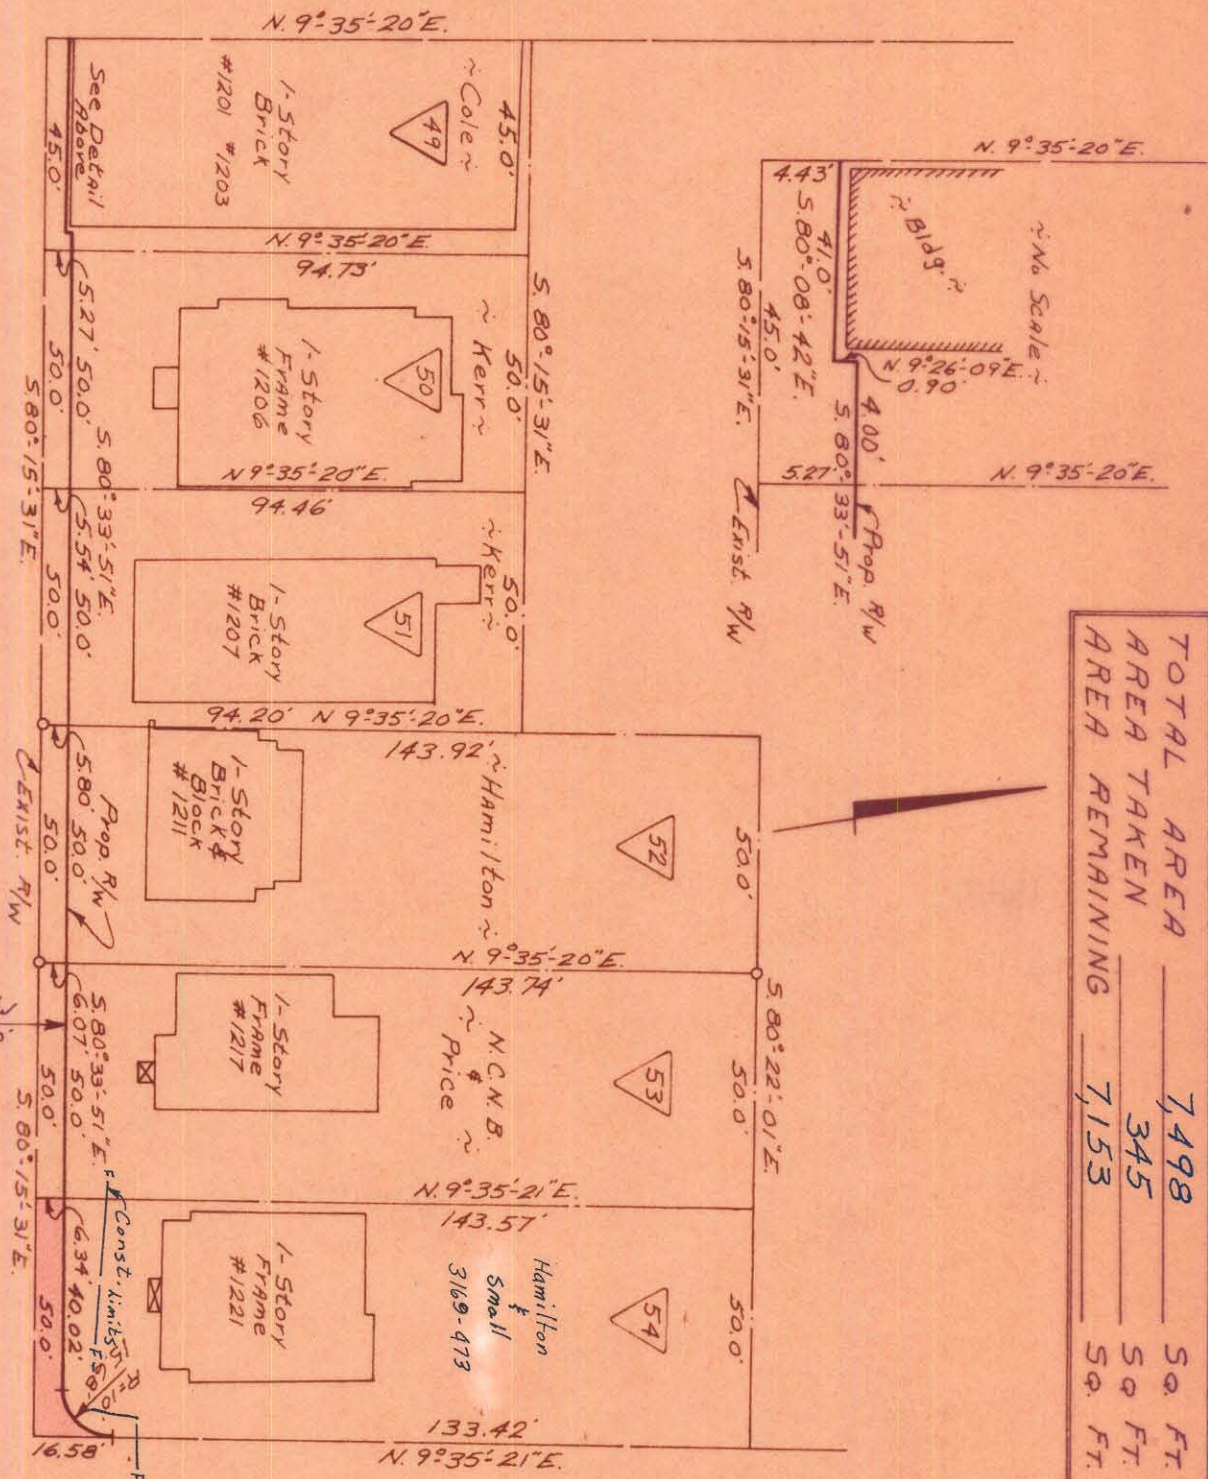 N. 9°-35'-20"E.
~ Cole ~
45.0'
49
1-Story
Brick
#1201 #1203
See Detail
Above
45.0'
N. 9°-35'-20"E.
94.73'
S. 80°-15'-31"E.
50.0'
~ Kerr ~
50
1-Story
Frame
#1206
5.27' 50.0'
50.0'
S. 80°-33'-51"E.
S. 80°-15'-31"E.
N 9°-35'-20"E.
94.46'
50.0'
~ Kerr ~
51
1-Story
Brick
#1207
5.54' 50.0'
50.0'
94.20' N 9°-35'-20"E.
143.92'
~ Hamilton ~
52
50.0'
1-Story
Brick &
Block
#1211
Prop. R/W
5.80' 50.0'
50.0'
Exist. R/W
N. 9°-35'-20"E.
143.74'
S. 80°-22'-01"E.
50.0'
53
N.C.N.B.
&
~ Price ~
1-Story
Frame
#1217
S. 80°-33'-51"E.
6.07' 50.0'
50.0'
S. 80°-15'-31"E.
N. 9°-35'-21"E.
143.57'
50.0'
54
Hamilton
&
Small
3169-473
1-Story
Frame
#1221
Const. Limits
6.34' 40.02'
50.0'
16.58'
133.42'
N. 9°-35'-21"E.
N. 9°-35'-20"E.
~ No Scale ~
~ Bldg. ~
4.43'
41.0'
S. 80°-08'-42"E.
45.0'
S. 80°-15'-31"E.
N. 9°-26'-09"E.
0.90'
4.00'
S. 80°-33'-51"E.
5.27'
N. 9°-35'-20"E.
Prop. R/W
Exist. R/W
TOTAL AREA 7,498 SQ. FT.
AREA TAKEN 345 SQ. FT.
AREA REMAINING 7,153 SQ. FT.